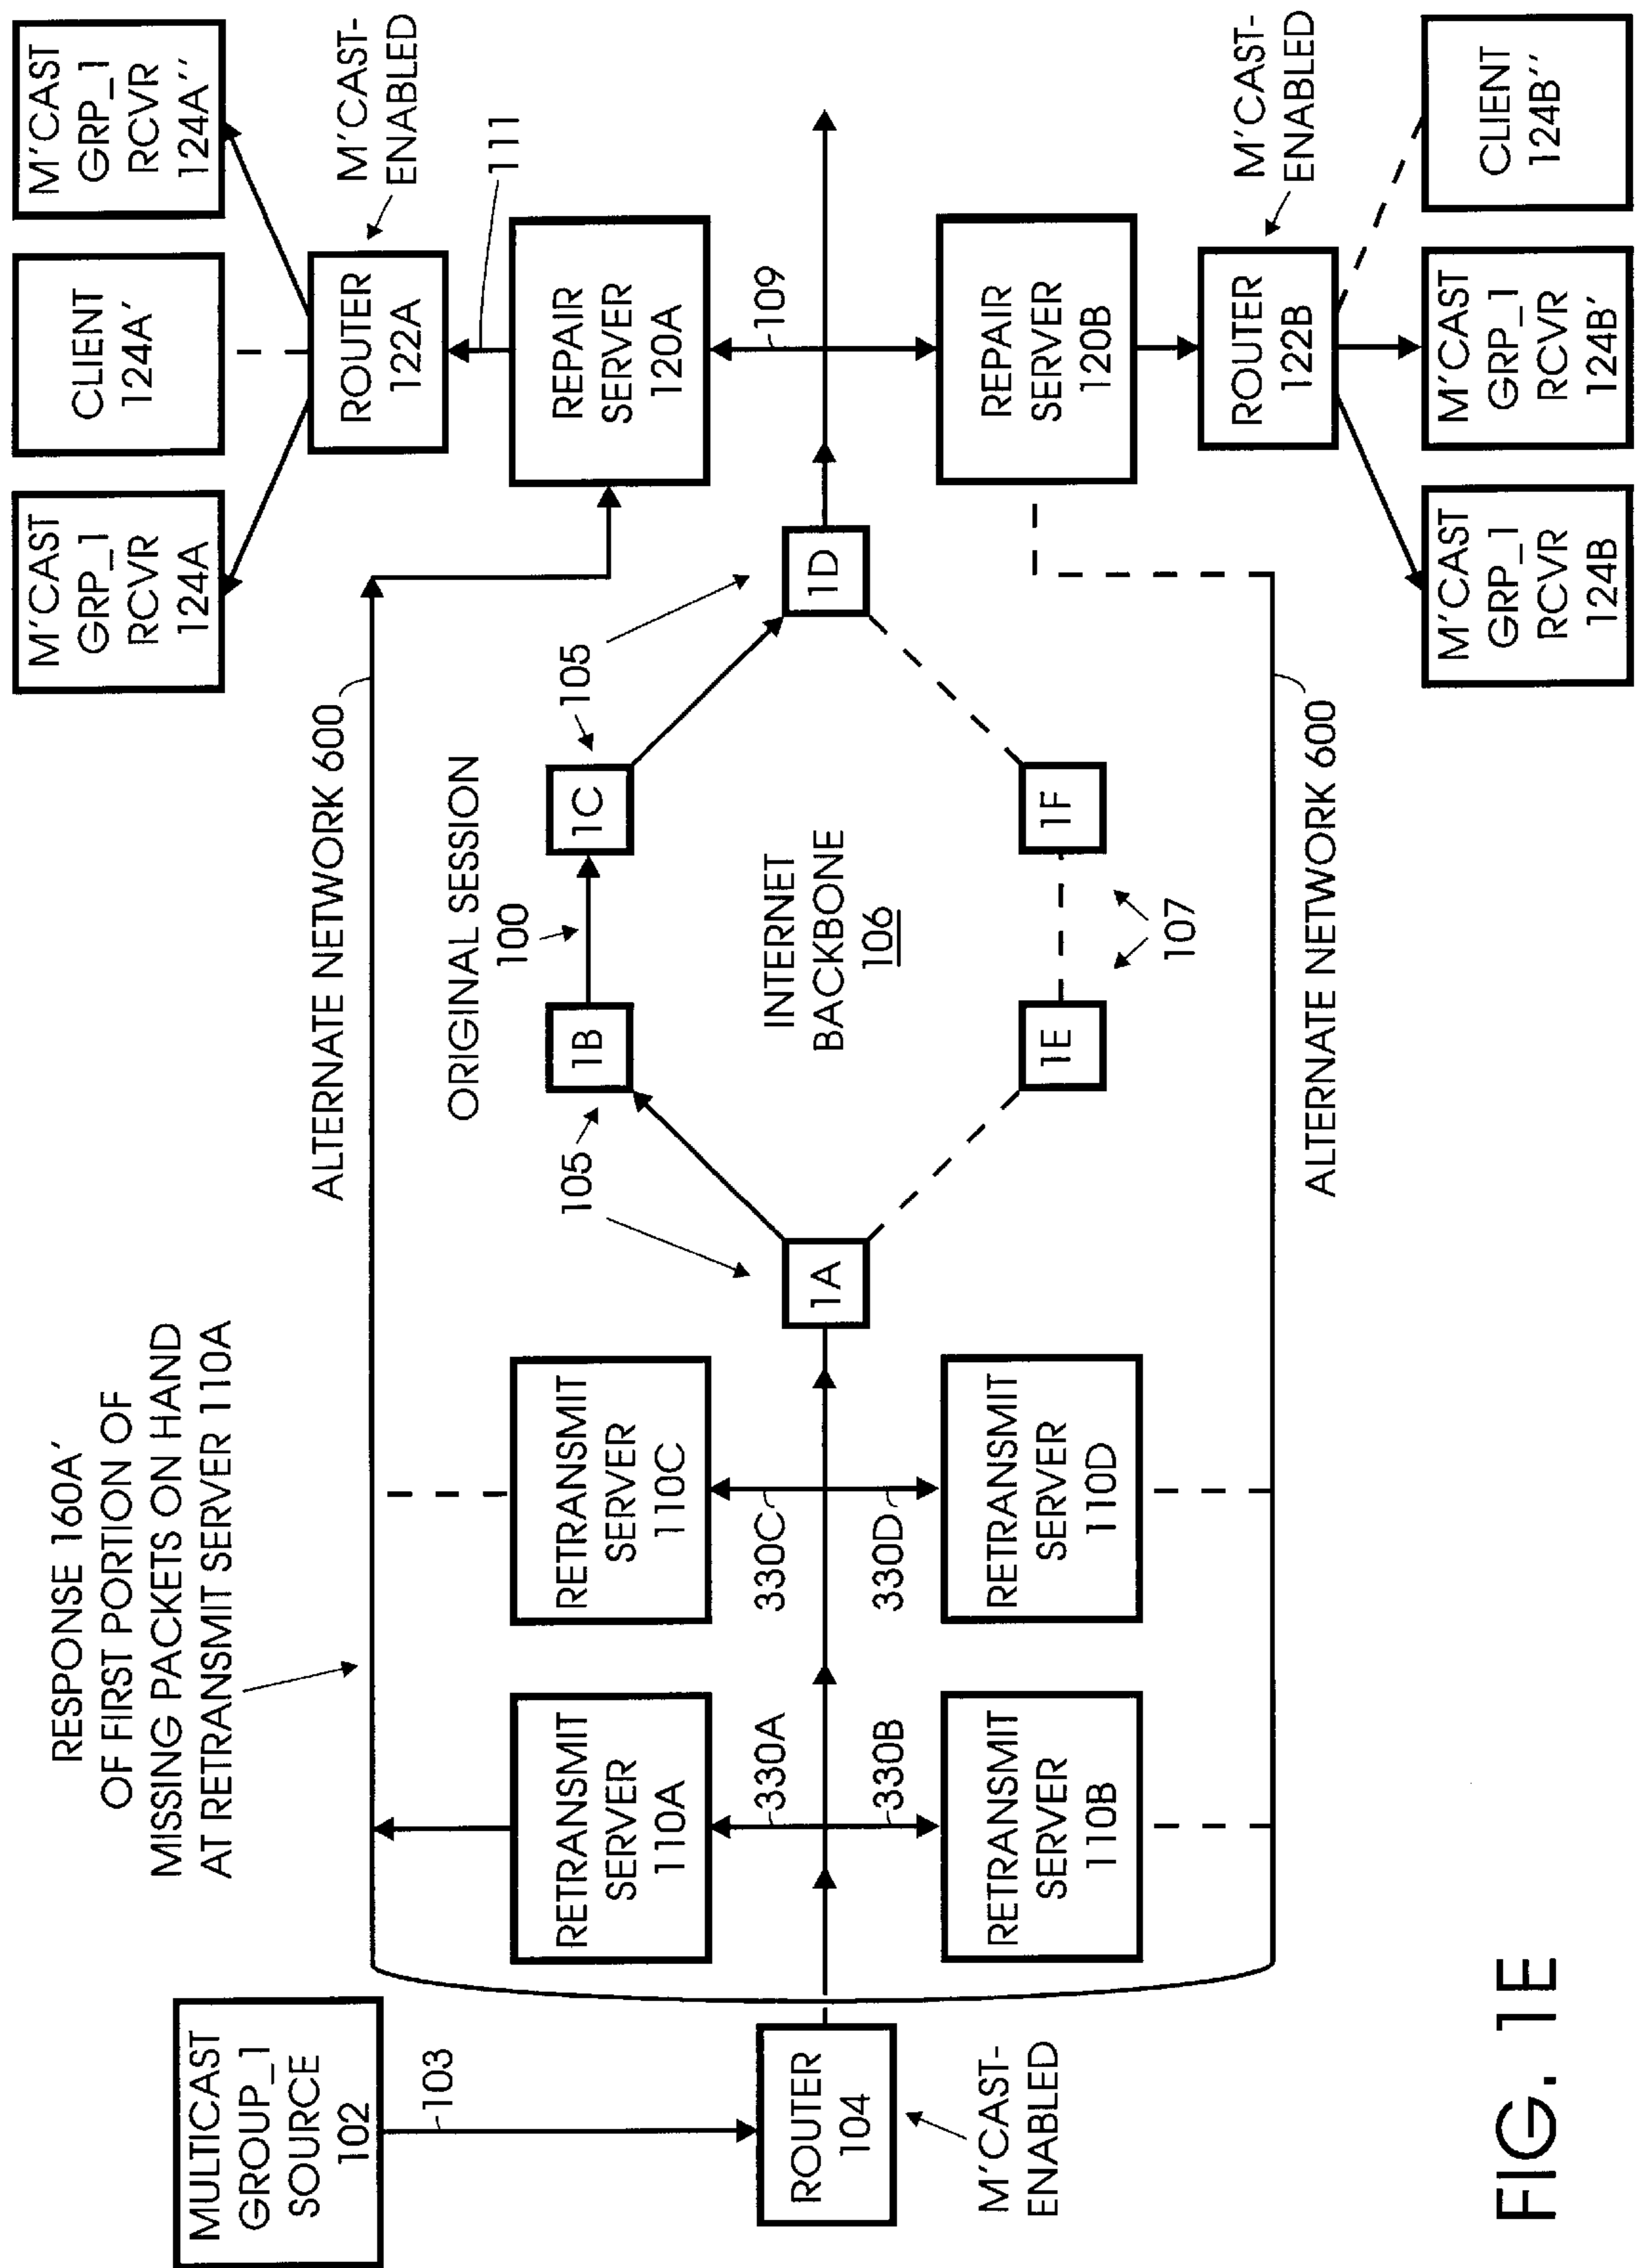 MULTICAST
GROUP_1
SOURCE
102
103
ROUTER
104
M'CAST-
ENABLED
RESPONSE 160A'
OF FIRST PORTION OF
MISSING PACKETS ON HAND
AT RETRANSMIT SERVER 110A
RETRANSMIT
SERVER
110A
330A
330B
RETRANSMIT
SERVER
110B
RETRANSMIT
SERVER
110C
330C
330D
RETRANSMIT
SERVER
110D
ALTERNATE NETWORK 600
ORIGINAL SESSION
100
105
1A
1B
1C
105
1D
INTERNET
BACKBONE
106
1E
1F
107
ALTERNATE NETWORK 600
M'CAST
GRP_1
RCVR
124A
CLIENT
124A'
M'CAST
GRP_1
RCVR
124A''
ROUTER
122A
M'CAST-
ENABLED
111
REPAIR
SERVER
120A
109
REPAIR
SERVER
120B
ROUTER
122B
M'CAST-
ENABLED
M'CAST
GRP_1
RCVR
124B
M'CAST
GRP_1
RCVR
124B'
CLIENT
124B''
FIG. 1E